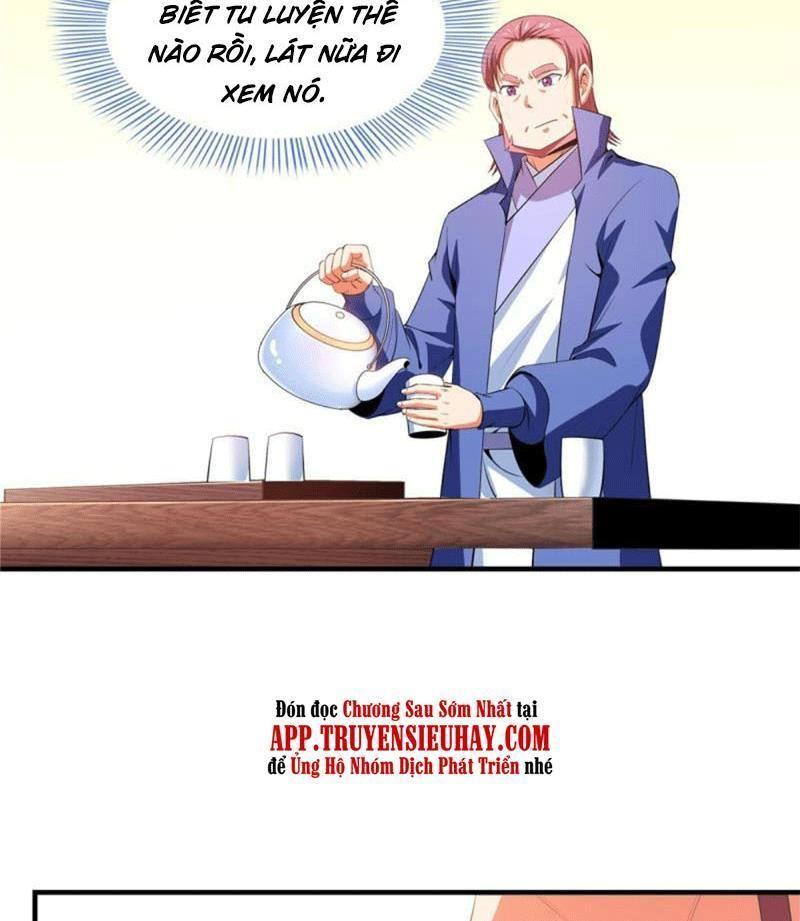 BIẾT TU LUYỆN THẾ
NÀO RỒI, LÁT NỮA ĐI
XEM NÓ.
Đón đọc Chương Sau Sớm Nhất tại
APP.TRUYENSIEUHAY.COM
để Ủng Hộ Nhóm Dịch Phát Triển nhé